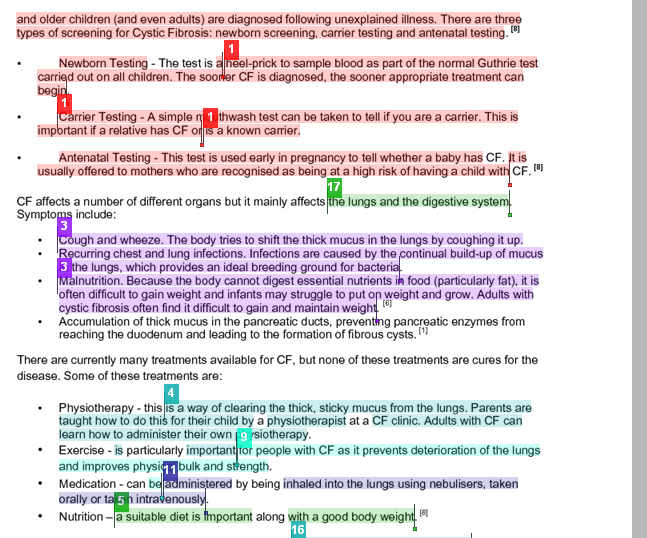 and older children (and even adults) are diagnosed following unexplained illness. There are three
types of screening for Cystic Fibrosis: newborn screening, carrier testing and antenatal testing. [8]
1
• Newborn Testing - The test is a heel-prick to sample blood as part of the normal Guthrie test
carried out on all children. The sooner CF is diagnosed, the sooner appropriate treatment can
begin.
1 1
• Carrier Testing - A simple thwash test can be taken to tell if you are a carrier. This is
important if a relative has CF or is a known carrier.
• Antenatal Testing - This test is used early in pregnancy to tell whether a baby has CF. It is
usually offered to mothers who are recognised as being at a high risk of having a child with CF. [8]
17
CF affects a number of different organs but it mainly affects the lungs and the digestive system.
Symptoms include:
3
• Cough and wheeze. The body tries to shift the thick mucus in the lungs by coughing it up.
• Recurring chest and lung infections. Infections are caused by the continual build-up of mucus
3 the lungs, which provides an ideal breeding ground for bacteria.
• Malnutrition. Because the body cannot digest essential nutrients in food (particularly fat), it is
often difficult to gain weight and infants may struggle to put on weight and grow. Adults with
cystic fibrosis often find it difficult to gain and maintain weight. [6]
• Accumulation of thick mucus in the pancreatic ducts, preventing pancreatic enzymes from
reaching the duodenum and leading to the formation of fibrous cysts. [1]
There are currently many treatments available for CF, but none of these treatments are cures for the
disease. Some of these treatments are:
4
• Physiotherapy - this is a way of clearing the thick, sticky mucus from the lungs. Parents are
taught how to do this for their child by a physiotherapist at a CF clinic. Adults with CF can
learn how to administer their own physiotherapy.
9
• Exercise - is particularly important for people with CF as it prevents deterioration of the lungs
and improves physical bulk and strength.
11
• Medication - can be administered by being inhaled into the lungs using nebulisers, taken
orally or taken intravenously.
5
• Nutrition – a suitable diet is important along with a good body weight. [8]
16